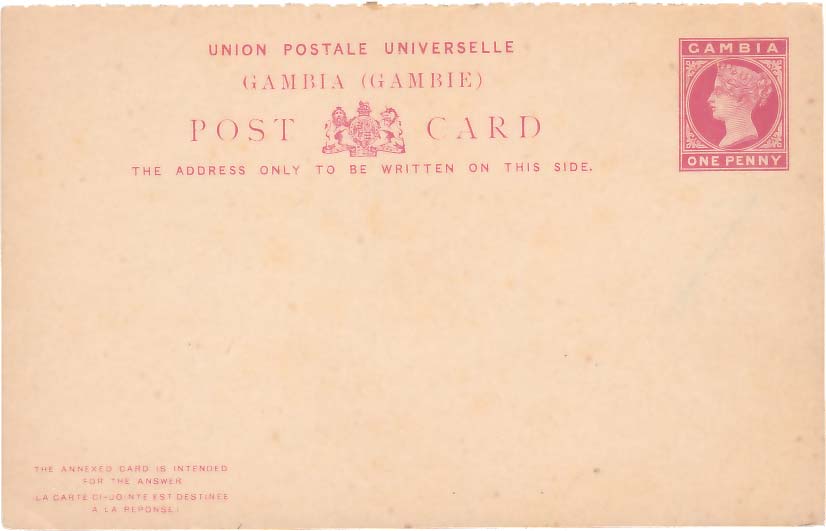 UNION POSTALE UNIVERSELLE
GAMBIA (GAMBIE)
POST CARD
THE ADDRESS ONLY TO BE WRITTEN ON THIS SIDE.
GAMBIA
ONE PENNY
THE ANNEXED CARD IS INTENDED
FOR THE ANSWER
LA CARTE CI-JOINTE EST DESTINÉE
A LA RÉPONSE.